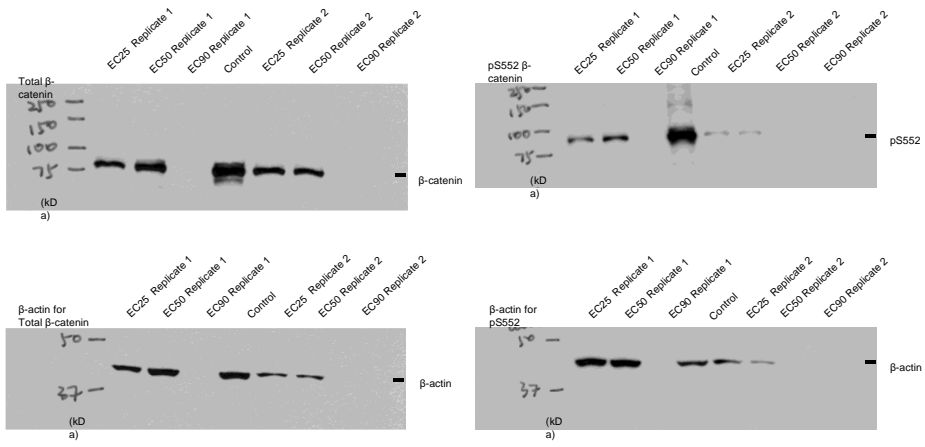 EC25 Replicate 1
EC50 Replicate 1
EC90 Replicate 1
Control
EC25 Replicate 2
EC50 Replicate 2
EC90 Replicate 2
Total β-
catenin
250
150
100
75
(kD
a)
β-catenin
EC25 Replicate 1
EC50 Replicate 1
EC90 Replicate 1
Control
EC25 Replicate 2
EC50 Replicate 2
EC90 Replicate 2
pS552 β-
catenin
250
150
100
75
(kD
a)
pS552
EC25 Replicate 1
EC50 Replicate 1
EC90 Replicate 1
Control
EC25 Replicate 2
EC50 Replicate 2
EC90 Replicate 2
β-actin for
Total β-catenin
50
37
(kD
a)
β-actin
EC25 Replicate 1
EC50 Replicate 1
EC90 Replicate 1
Control
EC25 Replicate 2
EC50 Replicate 2
EC90 Replicate 2
β-actin for
pS552
50
37
(kD
a)
β-actin